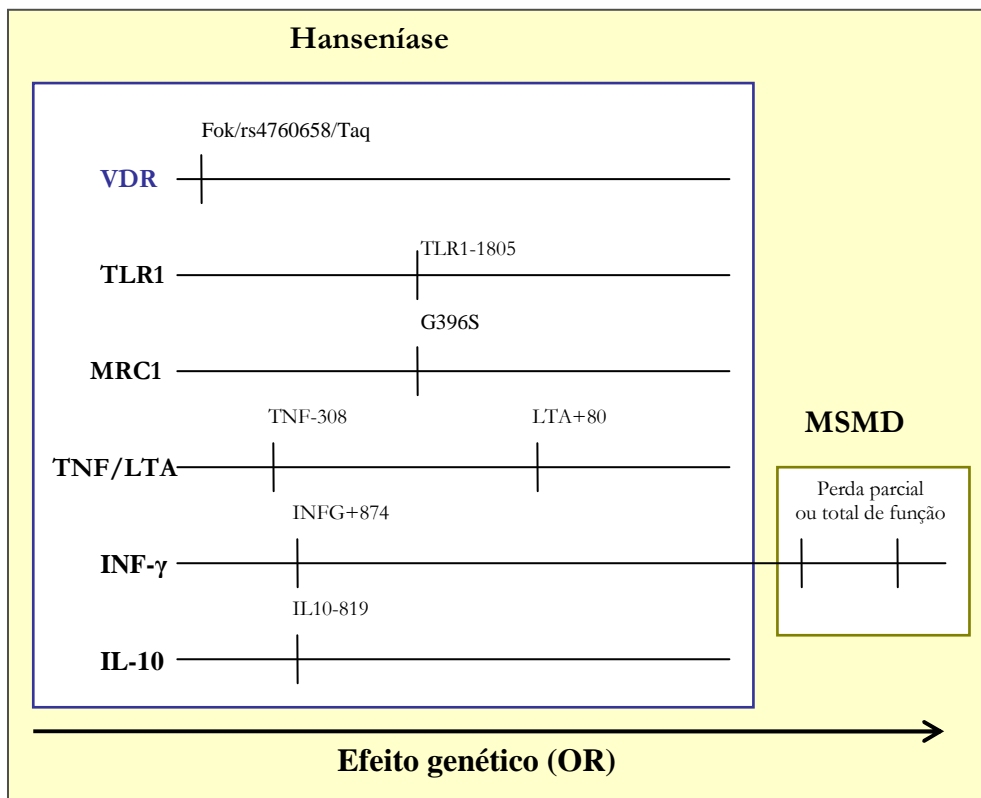 Hanseníase
Fok/rs4760658/Taq
VDR
TLR1-1805
TLR1
G396S
MRC1
TNF-308
LTA+80
TNF/LTA
MSMD
Perda parcial
ou total de função
INFG+874
INF-γ
IL10-819
IL-10
Efeito genético (OR)